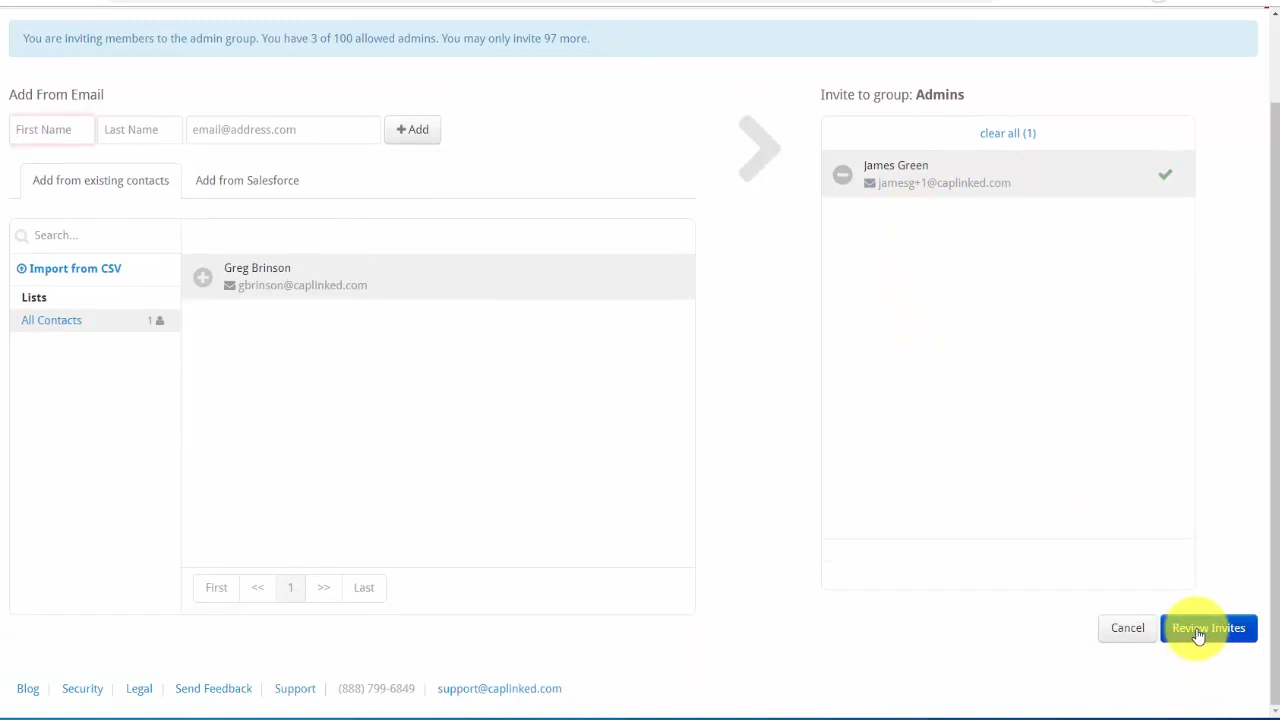 You are inviting members to the admin group. You have 3 of 100 allowed admins. You may only invite 97 more.
Add From Email
First Name Last Name email@address.com + Add
Add from existing contacts Add from Salesforce
Search...
Import from CSV
Lists
All Contacts 1
Greg Brinson
gbrinson@caplinked.com
First << 1 >> Last
Invite to group: Admins
clear all (1)
James Green
jamesg+1@caplinked.com
Cancel Review Invites
Blog Security Legal Send Feedback Support (888) 799-6849 support@caplinked.com